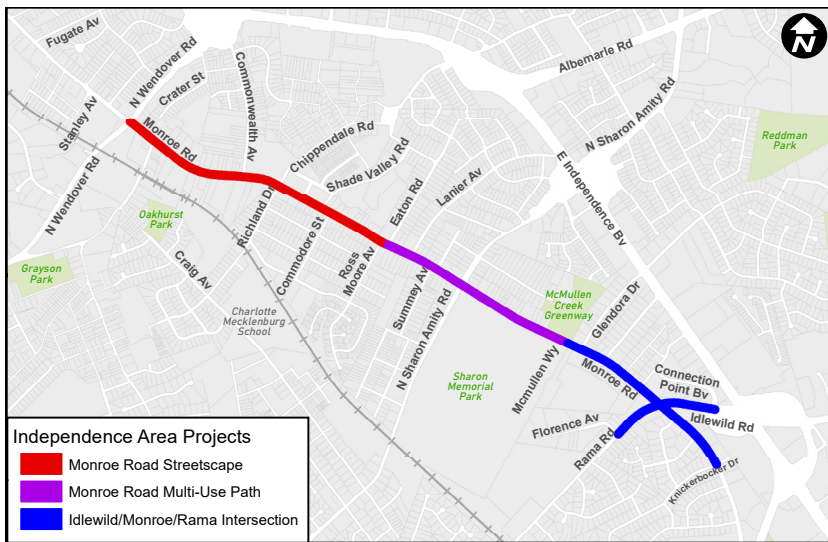 Fugate Av
N Wendover Rd
Crater St
Commonwealth Av
Albemarle Rd
N
Stanley Av
Monroe Rd
Chippendale Rd
N Sharon Amity Rd
Reddman
Park
Shade Valley Rd
E Independence Bv
Lanier Av
Eaton Rd
Richland Dr
Oakhurst
Park
N Wendover Rd
Commodore St
Ross
Moore Av
Grayson
Park
Craig Av
Summey Av
N Sharon Amity Rd
McMullen
Creek
Greenway
Glendora Dr
Charlotte
Mecklenburg
School
Sharon
Memorial
Park
Mcmullen Wy
Monroe Rd
Connection
Point Bv
Idlewild Rd
Florence Av
Rama Rd
Knickerbocker Dr
Independence Area Projects
Monroe Road Streetscape
Monroe Road Multi-Use Path
Idlewild/Monroe/Rama Intersection